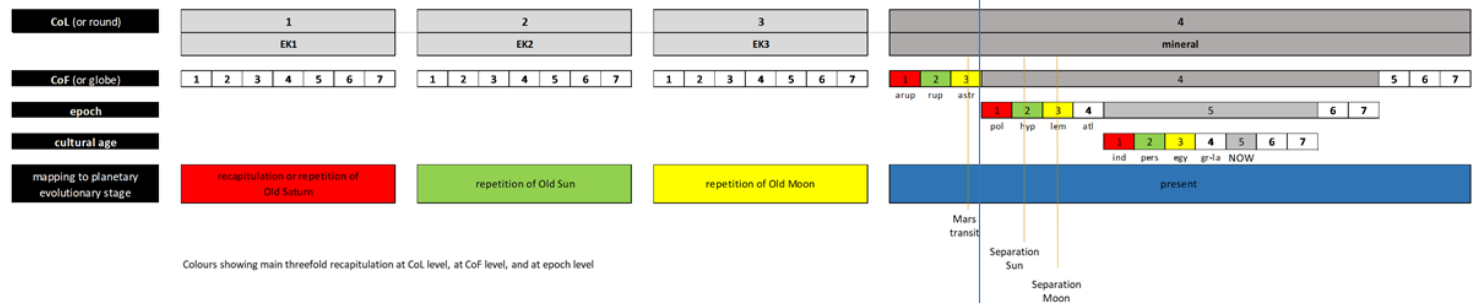 CoL (or round) 1 2 3 4
EK1 EK2 EK3 mineral
CoF (or globe) 1 2 3 4 5 6 7 1 2 3 4 5 6 7 1 2 3 4 5 6 7 1 2 3 4 5 6 7
arup rup astr
epoch 1 2 3 4 5 6 7
pol hyp lem atl
cultural age 1 2 3 4 5 6 7
ind pers egy gr-la NOW
mapping to planetary
evolutionary stage
recapitulation or repetition of
Old Saturn
repetition of Old Sun
repetition of Old Moon
present
Mars
transit
Separation
Sun
Separation
Moon
Colours showing main threefold recapitulation at CoL level, at CoF level, and at epoch level